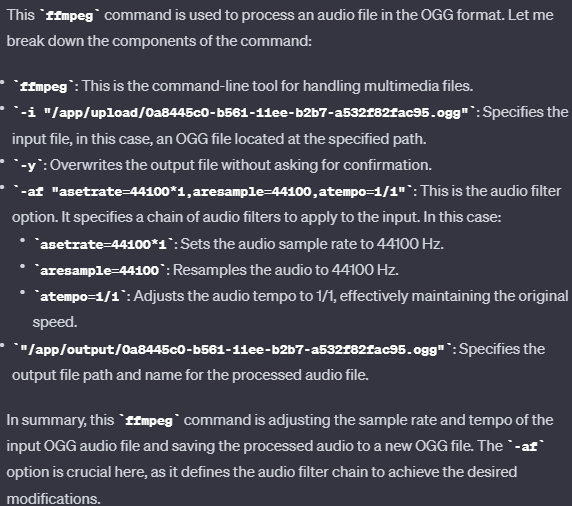 This `ffmpeg` command is used to process an audio file in the OGG format. Let me
break down the components of the command:
• `ffmpeg`: This is the command-line tool for handling multimedia files.
• `-i "/app/upload/0a8445c0-b561-11ee-b2b7-a532f82fac95.ogg"`: Specifies the
input file, in this case, an OGG file located at the specified path.
• `-y`: Overwrites the output file without asking for confirmation.
• `-af "asetrate=44100*1,aresample=44100,atempo=1/1"`: This is the audio filter
option. It specifies a chain of audio filters to apply to the input. In this case:
• `asetrate=44100*1`: Sets the audio sample rate to 44100 Hz.
• `aresample=44100`: Resamples the audio to 44100 Hz.
• `atempo=1/1`: Adjusts the audio tempo to 1/1, effectively maintaining the original
speed.
• `"/app/output/0a8445c0-b561-11ee-b2b7-a532f82fac95.ogg"`: Specifies the
output file path and name for the processed audio file.
In summary, this `ffmpeg` command is adjusting the sample rate and tempo of the
input OGG audio file and saving the processed audio to a new OGG file. The `-af`
option is crucial here, as it defines the audio filter chain to achieve the desired
modifications.